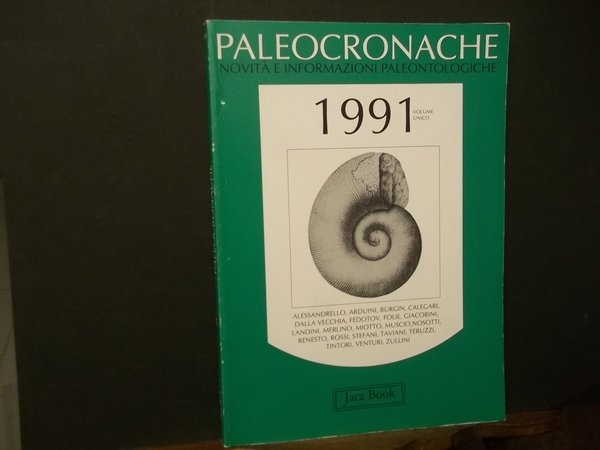 PALEOCRONACHE
NOVITÀ E INFORMAZIONI PALEONTOLOGICHE
1991 VOLUME
UNICO
ALESSANDRELLO, ARDUINI, BÜRGIN, CALEGARI,
DALLA VECCHIA, FEDOTOV, FOLIE, GIACOBINI,
LANDINI, MERLINO, MIOTTO, MUSCIO,NOSOTTI,
RENESTO, ROSSI, STEFANI, TAVIANI, TERUZZI,
TINTORI, VENTURI, ZULLINI
Jaca Book